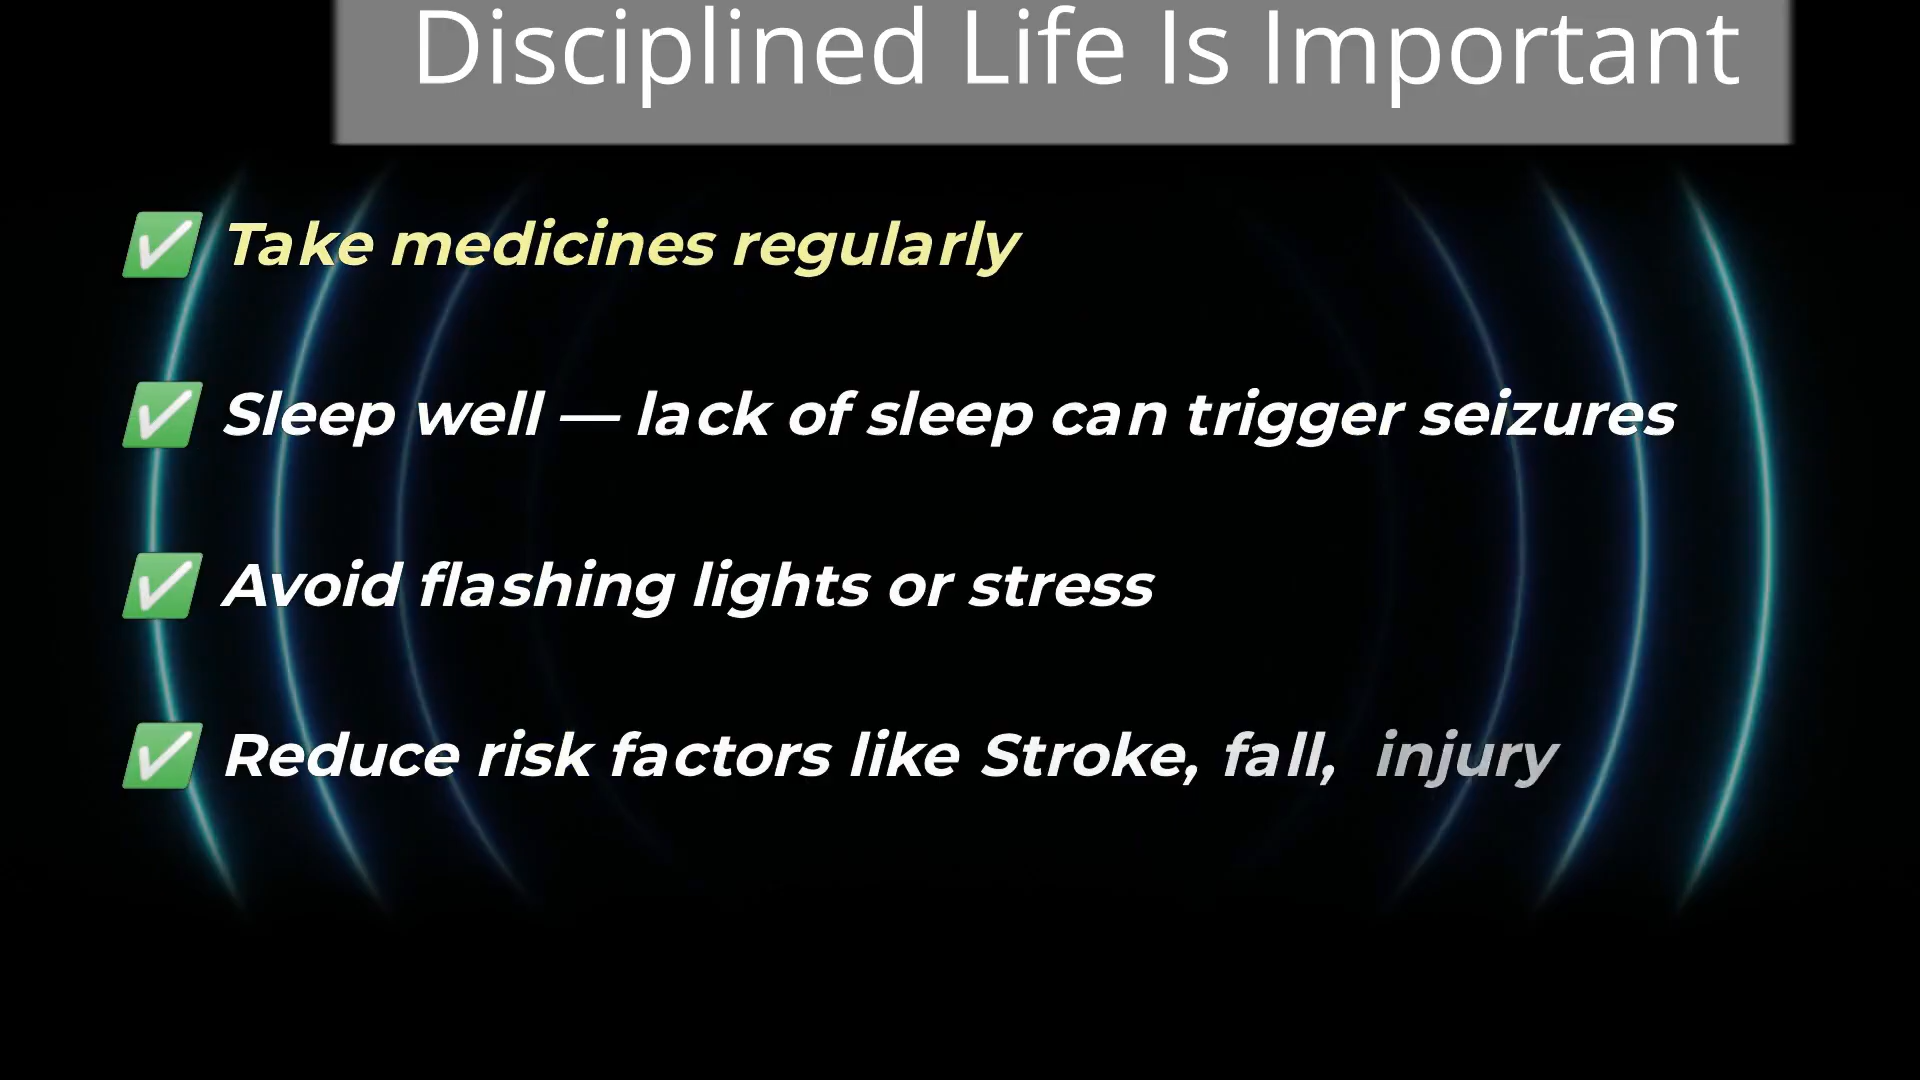 Disciplined Life Is Important
✅ Take medicines regularly
✅ Sleep well — lack of sleep can trigger seizures
✅ Avoid flashing lights or stress
✅ Reduce risk factors like Stroke, fall, injury